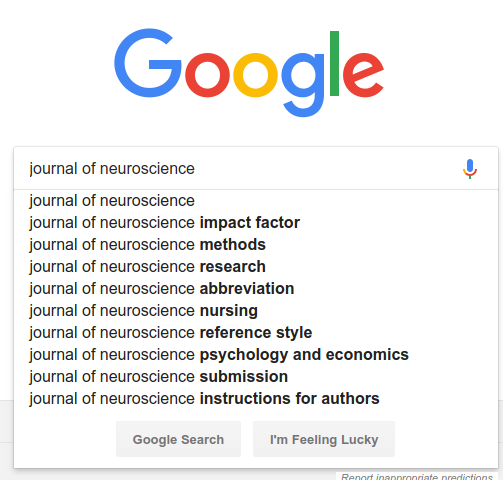 Google
journal of neuroscience
journal of neuroscience
journal of neuroscience impact factor
journal of neuroscience methods
journal of neuroscience research
journal of neuroscience abbreviation
journal of neuroscience nursing
journal of neuroscience reference style
journal of neuroscience psychology and economics
journal of neuroscience submission
journal of neuroscience instructions for authors
Google Search I'm Feeling Lucky
Report inappropriate predictions